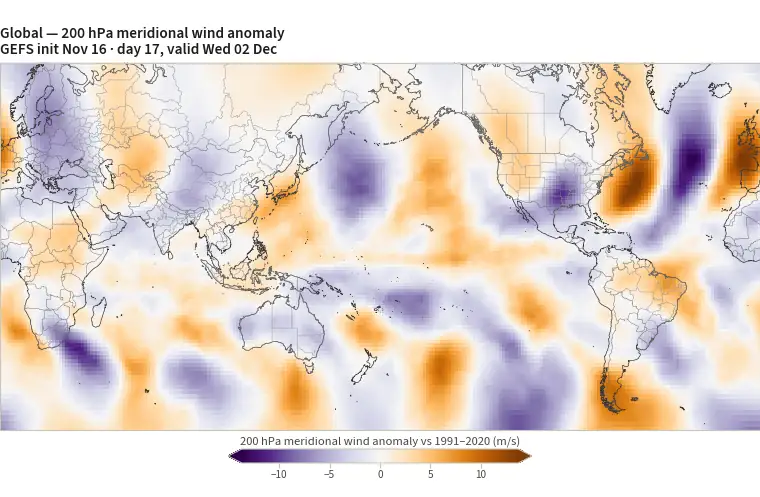 Global — 200 hPa meridional wind anomaly
GEFS init Nov 16 · day 17, valid Wed 02 Dec
200 hPa meridional wind anomaly vs 1991–2020 (m/s)
−10 −5 0 5 10